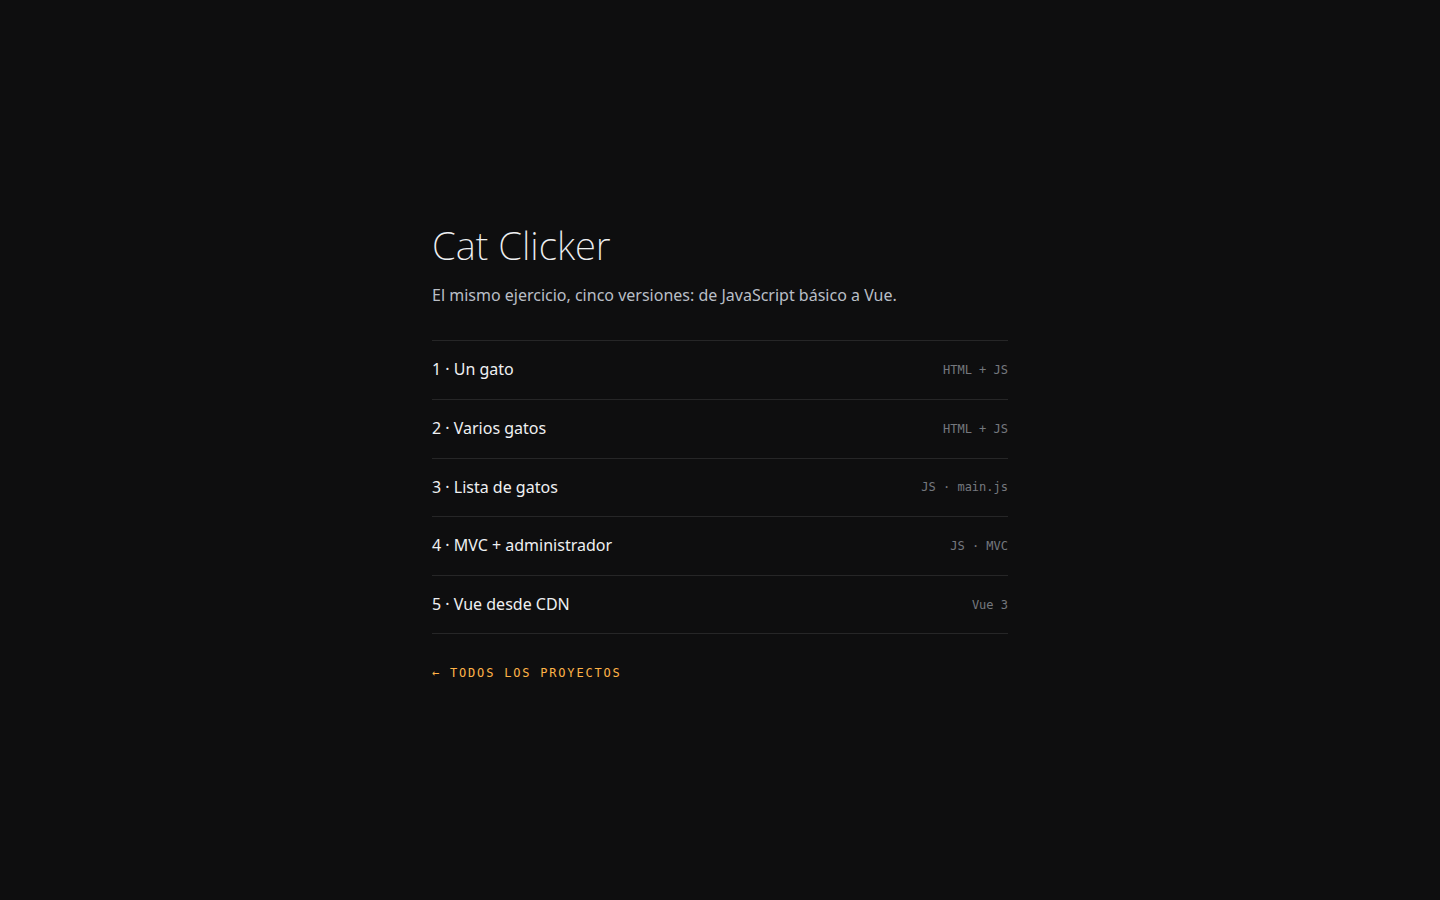 Cat Clicker
El mismo ejercicio, cinco versiones: de JavaScript básico a Vue.
1 · Un gato HTML + JS
2 · Varios gatos HTML + JS
3 · Lista de gatos JS · main.js
4 · MVC + administrador JS · MVC
5 · Vue desde CDN Vue 3
← TODOS LOS PROYECTOS